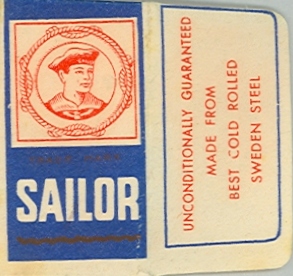 SAILOR
UNCONDITIONALLY GUARANTEED
MADE FROM
BEST COLD ROLLED
SWEDEN STEEL